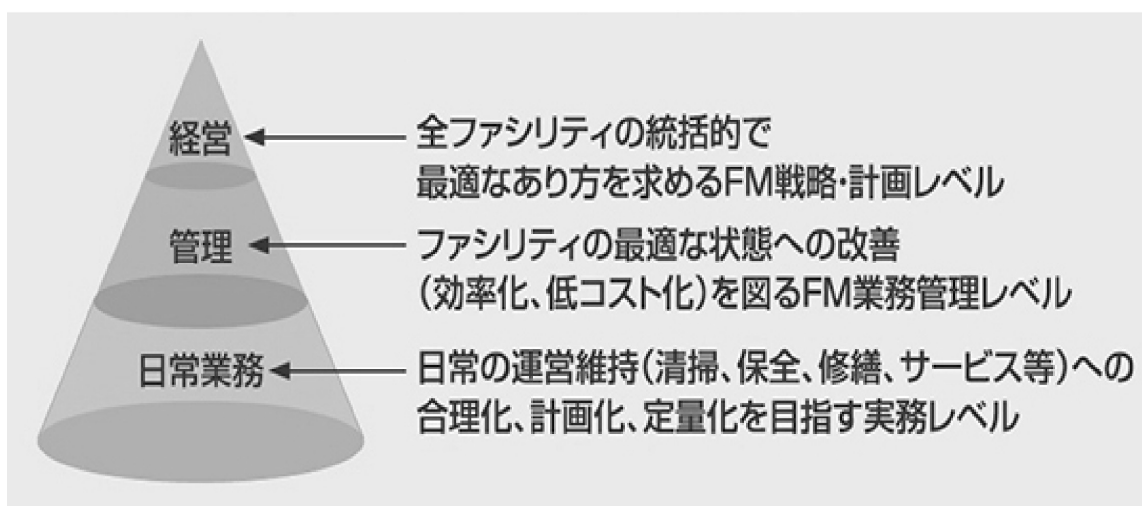 経営
全ファシリティの統括的で
最適なあり方を求めるFM戦略・計画レベル
管理
ファシリティの最適な状態への改善
（効率化、低コスト化）を図るFM業務管理レベル
日常業務
日常の運営維持（清掃、保全、修繕、サービス等）への
合理化、計画化、定量化を目指す実務レベル